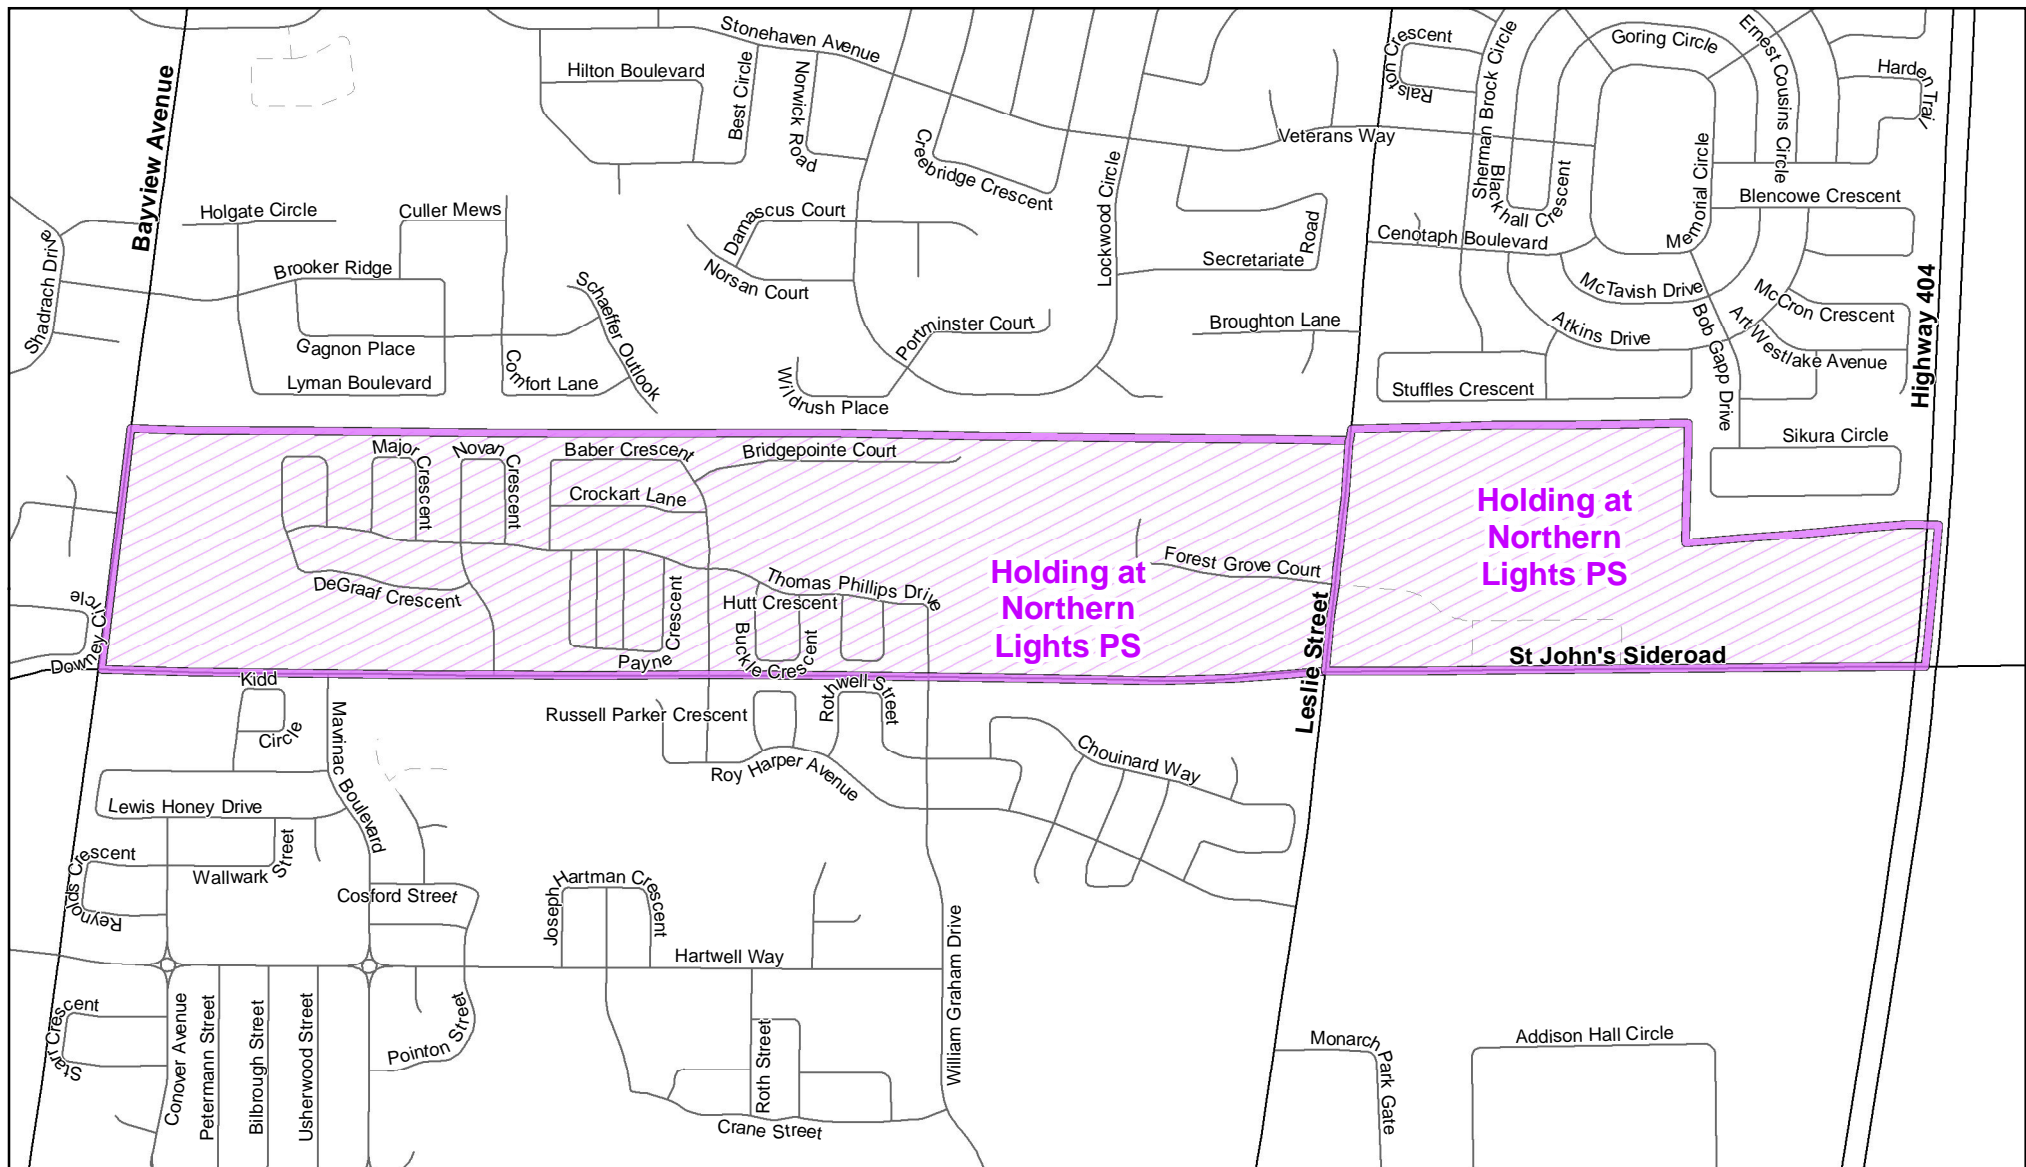 Stonehaven Avenue
Hilton Boulevard
Best Circle
Norwick Road
Creebridge Crescent
Lockwood Circle
Veterans Way
Ralston Crescent
Sherman Brock Circle
Blackhall Crescent
Goring Circle
Ernest Cousins Circle
Harden Trail
Memorial Circle
Blencowe Crescent
Bayview Avenue
Shadrach Drive
Holgate Circle
Culler Mews
Brooker Ridge
Gagnon Place
Lyman Boulevard
Comfort Lane
Schaeffer Outlook
Damascus Court
Norsan Court
Portminster Court
Wildrush Place
Secretariate Road
Broughton Lane
Cenotaph Boulevard
McTavish Drive
Atkins Drive
Bob Gapp Drive
McCron Crescent
Art Westlake Avenue
Stuffles Crescent
Sikura Circle
Highway 404
Major Crescent
Novan Crescent
Baber Crescent
Bridgepointe Court
Crockart Lane
DeGraaf Crescent
Payne Crescent
Thomas Phillips Drive
Hutt Crescent
Buckle Crescent
Forest Grove Court
Holding at
Northern
Lights PS
Holding at
Northern
Lights PS
Leslie Street
St John's Sideroad
Downey Circle
Kidd Circle
Mavrinac Boulevard
Lewis Honey Drive
Reynolds Crescent
Wallwark Street
Cosford Street
Russell Parker Crescent
Rothwell Street
Roy Harper Avenue
Chouinard Way
Joseph Hartman Crescent
Hartwell Way
William Graham Drive
Starr Crescent
Conover Avenue
Petermann Street
Bilbrough Street
Usherwood Street
Pointon Street
Roth Street
Crane Street
Monarch Park Gate
Addison Hall Circle